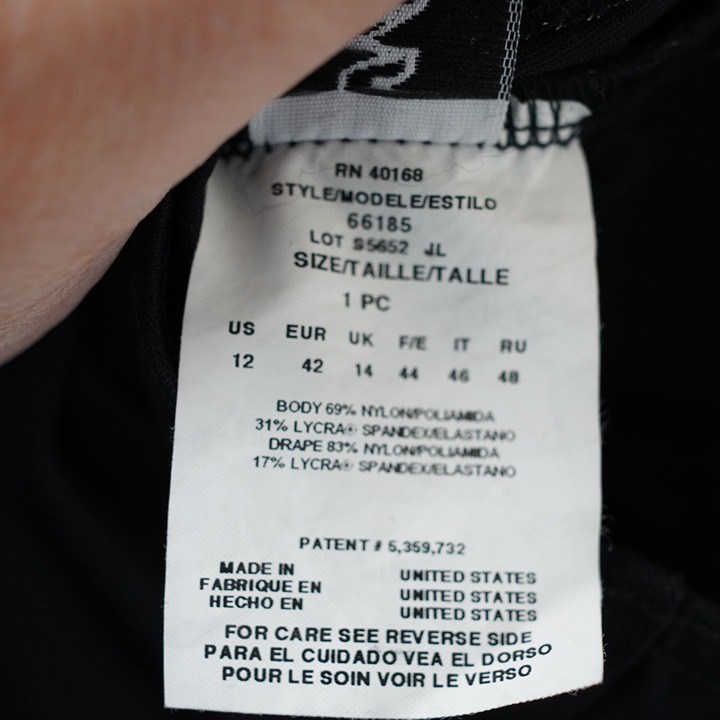 RN 40168
STYLE/MODELE/ESTILO
66185
LOT S5652 JL
SIZE/TAILLE/TALLE
1 PC
US EUR UK F/E IT RU
12 42 14 44 46 48
BODY 69% NYLON/POLIAMIDA
31% LYCRA® SPANDEX/ELASTANO
DRAPE 83% NYLON/POLIAMIDA
17% LYCRA® SPANDEX/ELASTANO
PATENT # 5,359,732
MADE IN UNITED STATES
FABRIQUE EN UNITED STATES
HECHO EN UNITED STATES
FOR CARE SEE REVERSE SIDE
PARA EL CUIDADO VEA EL DORSO
POUR LE SOIN VOIR LE VERSO